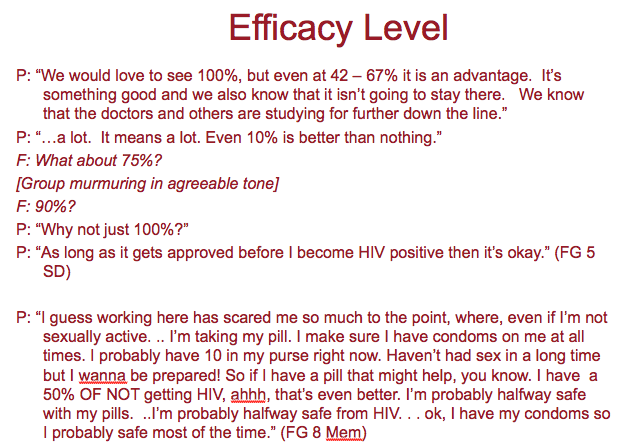 Efficacy Level
P: “We would love to see 100%, but even at 42 – 67% it is an advantage.  It’s
something good and we also know that it isn’t going to stay there.   We know
that the doctors and others are studying for further down the line.”
P: “…a lot.  It means a lot. Even 10% is better than nothing.”
F: What about 75%?
[Group murmuring in agreeable tone]
F: 90%?
P: “Why not just 100%?”
P: “As long as it gets approved before I become HIV positive then it’s okay.” (FG 5
SD)
P: “I guess working here has scared me so much to the point, where, even if I’m not
sexually active. .. I’m taking my pill. I make sure I have condoms on me at all
times. I probably have 10 in my purse right now. Haven’t had sex in a long time
but I wanna be prepared! So if I have a pill that might help, you know. I have  a
50% OF NOT getting HIV, ahhh, that’s even better. I’m probably halfway safe
with my pills.  ..I’m probably halfway safe from HIV. . . ok, I have my condoms so
I probably safe most of the time.” (FG 8 Mem)